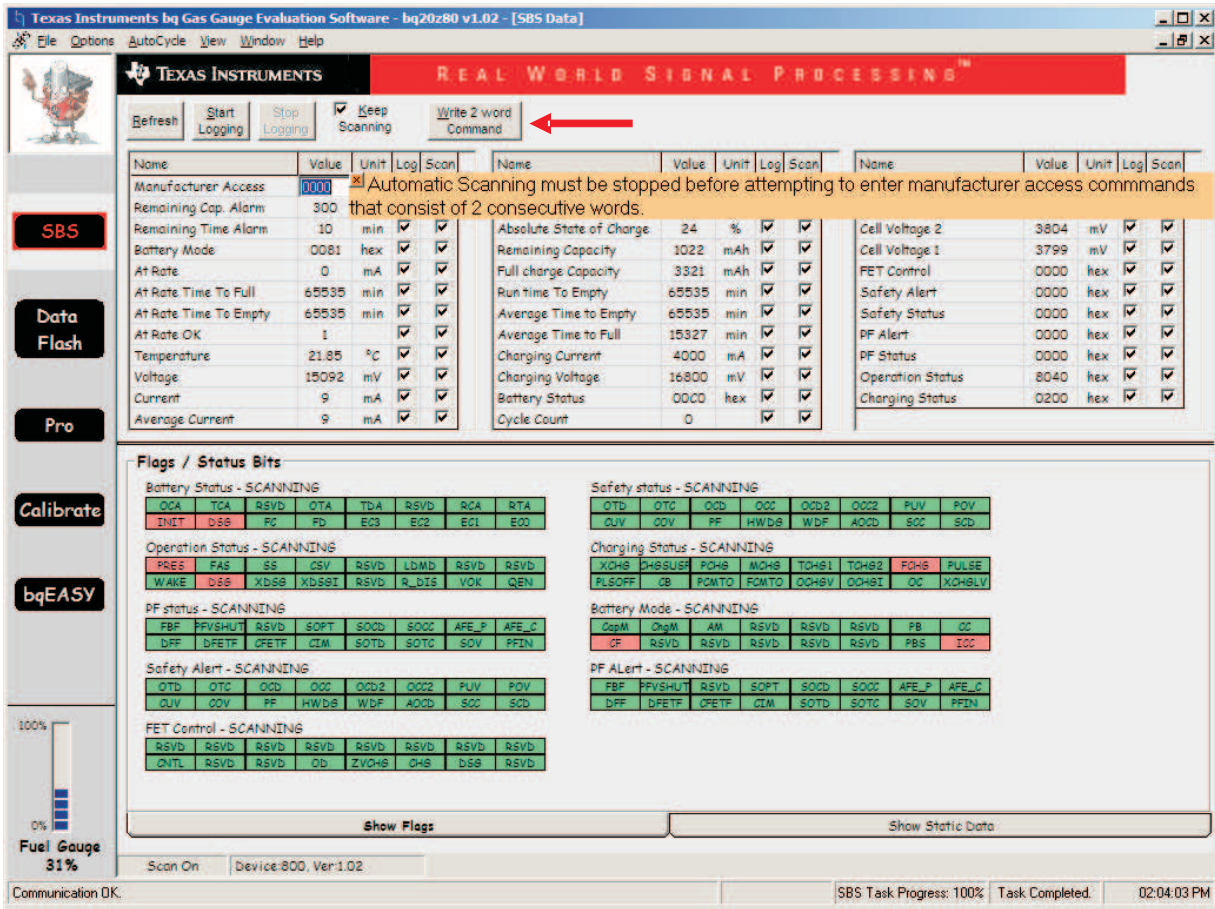 Texas Instruments bq Gas Gauge Evaluation Software - bq20z80 v1.02 - [SBS Data]
File Options AutoCycle View Window Help
TEXAS INSTRUMENTS REAL WORLD SIGNAL PROCESSING™
Refresh Start Logging Stop Logging Keep Scanning Write 2 word Command
Name Value Unit Log Scan Name Value Unit Log Scan Name Value Unit Log Scan
Manufacturer Access 0000 Automatic Scanning must be stopped before attempting to enter manufacturer access commmands
Remaining Cap. Alarm 300 that consist of 2 consecutive words.
Remaining Time Alarm 10 min Absolute State of Charge 24 % Cell Voltage 2 3804 mV
Battery Mode 0081 hex Remaining Capacity 1022 mAh Cell Voltage 1 3799 mV
At Rate 0 mA Full charge Capacity 3321 mAh FET Control 0000 hex
At Rate Time To Full 65535 min Run time To Empty 65535 min Safety Alert 0000 hex
At Rate Time To Empty 65535 min Average Time to Empty 65535 min Safety Status 0000 hex
At Rate OK 1 Average Time to Full 15327 min PF Alert 0000 hex
Temperature 21.85 °C Charging Current 4000 mA PF Status 0000 hex
Voltage 15092 mV Charging Voltage 16800 mV Operation Status 8040 hex
Current 9 mA Battery Status 00C0 hex Charging Status 0200 hex
Average Current 9 mA Cycle Count 0
SBS
Data
Flash
Pro
Calibrate
bqEASY
Flags / Status Bits
Battery Status - SCANNING
OCA TCA RSVD OTA TDA RSVD RCA RTA
INIT DSG FC FD EC3 EC2 EC1 EC0
Safety status - SCANNING
OTD OTC OCD OCC OCD2 OCC2 PUV POV
CUV COV PF HWDG WDF AOCD SCC SCD
Operation Status - SCANNING
PRES FAS SS CSV RSVD LDMD RSVD RSVD
WAKE DSG XDSG XDSGI RSVD R_DIS VOK QEN
Charging Status - SCANNING
XCHG CHGSUSP PCHG MCHG TCHG1 TCHG2 FCHG PULSE
PLSOFF CB PCMTO FCMTO OCHGV OCHGI OC XCHGLV
PF status - SCANNING
FBF PFVSHUT RSVD SOPT SOCD SOCC AFE_P AFE_C
DFF DFETF CFETF CIM SOTD SOTC SOV PFIN
Battery Mode - SCANNING
CapM ChgM AM RSVD RSVD RSVD PB CC
CF RSVD RSVD RSVD RSVD RSVD PBS ICC
Safety Alert - SCANNING
OTD OTC OCD OCC OCD2 OCC2 PUV POV
CUV COV PF HWDG WDF AOCD SCC SCD
PF ALert - SCANNING
FBF PFVSHUT RSVD SOPT SOCD SOCC AFE_P AFE_C
DFF DFETF CFETF CIM SOTD SOTC SOV PFIN
FET Control - SCANNING
RSVD RSVD RSVD RSVD RSVD RSVD RSVD RSVD
CNTL RSVD RSVD OD ZVCHG CHG DSG RSVD
100%
0%
Fuel Gauge
31%
Show Flags Show Static Data
Scan On Device:800, Ver:1.02
Communication OK. SBS Task Progress: 100% Task Completed. 02:04:03 PM